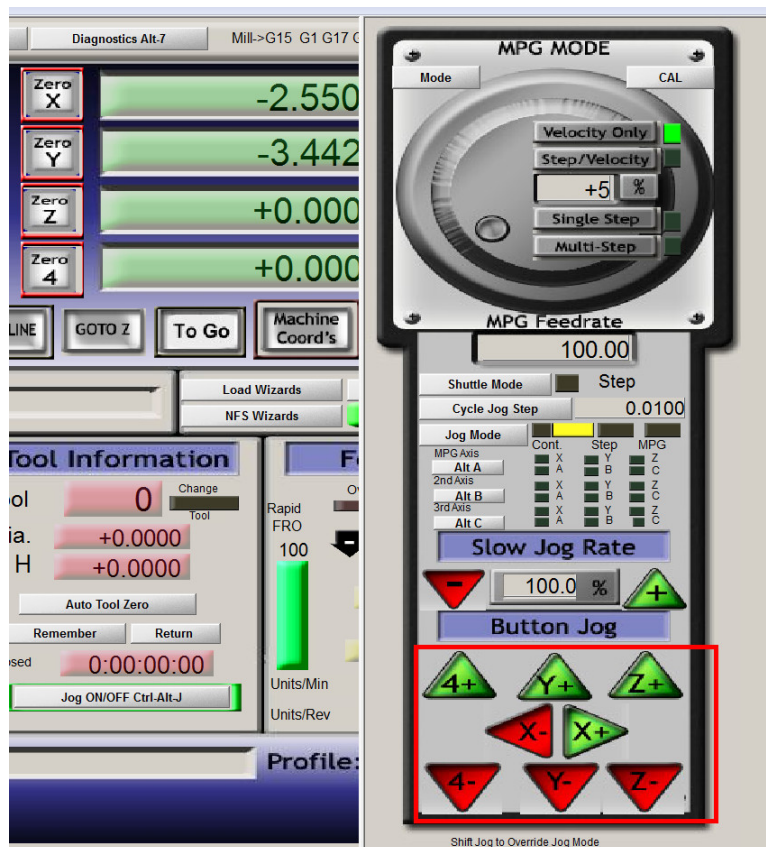 Diagnostics Alt-7
Mill->G15 G1 G17
Zero X
-2.550
Zero Y
-3.442
Zero Z
+0.000
Zero 4
+0.000
LINE
GOTO Z
To Go
Machine Coord's
Load Wizards
NFS Wizards
Tool Information
ool
0
Change
Tool
ia.
+0.0000
H
+0.0000
Auto Tool Zero
Remember
Return
sed
0:00:00:00
Jog ON/OFF Ctrl-Alt-J
F
Rapid
FRO
100
Units/Min
Units/Rev
Profile:
MPG MODE
Mode
CAL
Velocity Only
Step/Velocity
+5 %
Single Step
Multi-Step
MPG Feedrate
100.00
Shuttle Mode
Step
Cycle Jog Step
0.0100
Jog Mode
Cont.
Step
MPG
MPG Axis
X Y Z
Alt A
A B C
2nd Axis
X Y Z
Alt B
A B C
3rd Axis
X Y Z
Alt C
A B C
Slow Jog Rate
-
100.0 %
+
Button Jog
4+
Y+
Z+
X-
X+
4-
Y-
Z-
Shift Jog to Override Jog Mode